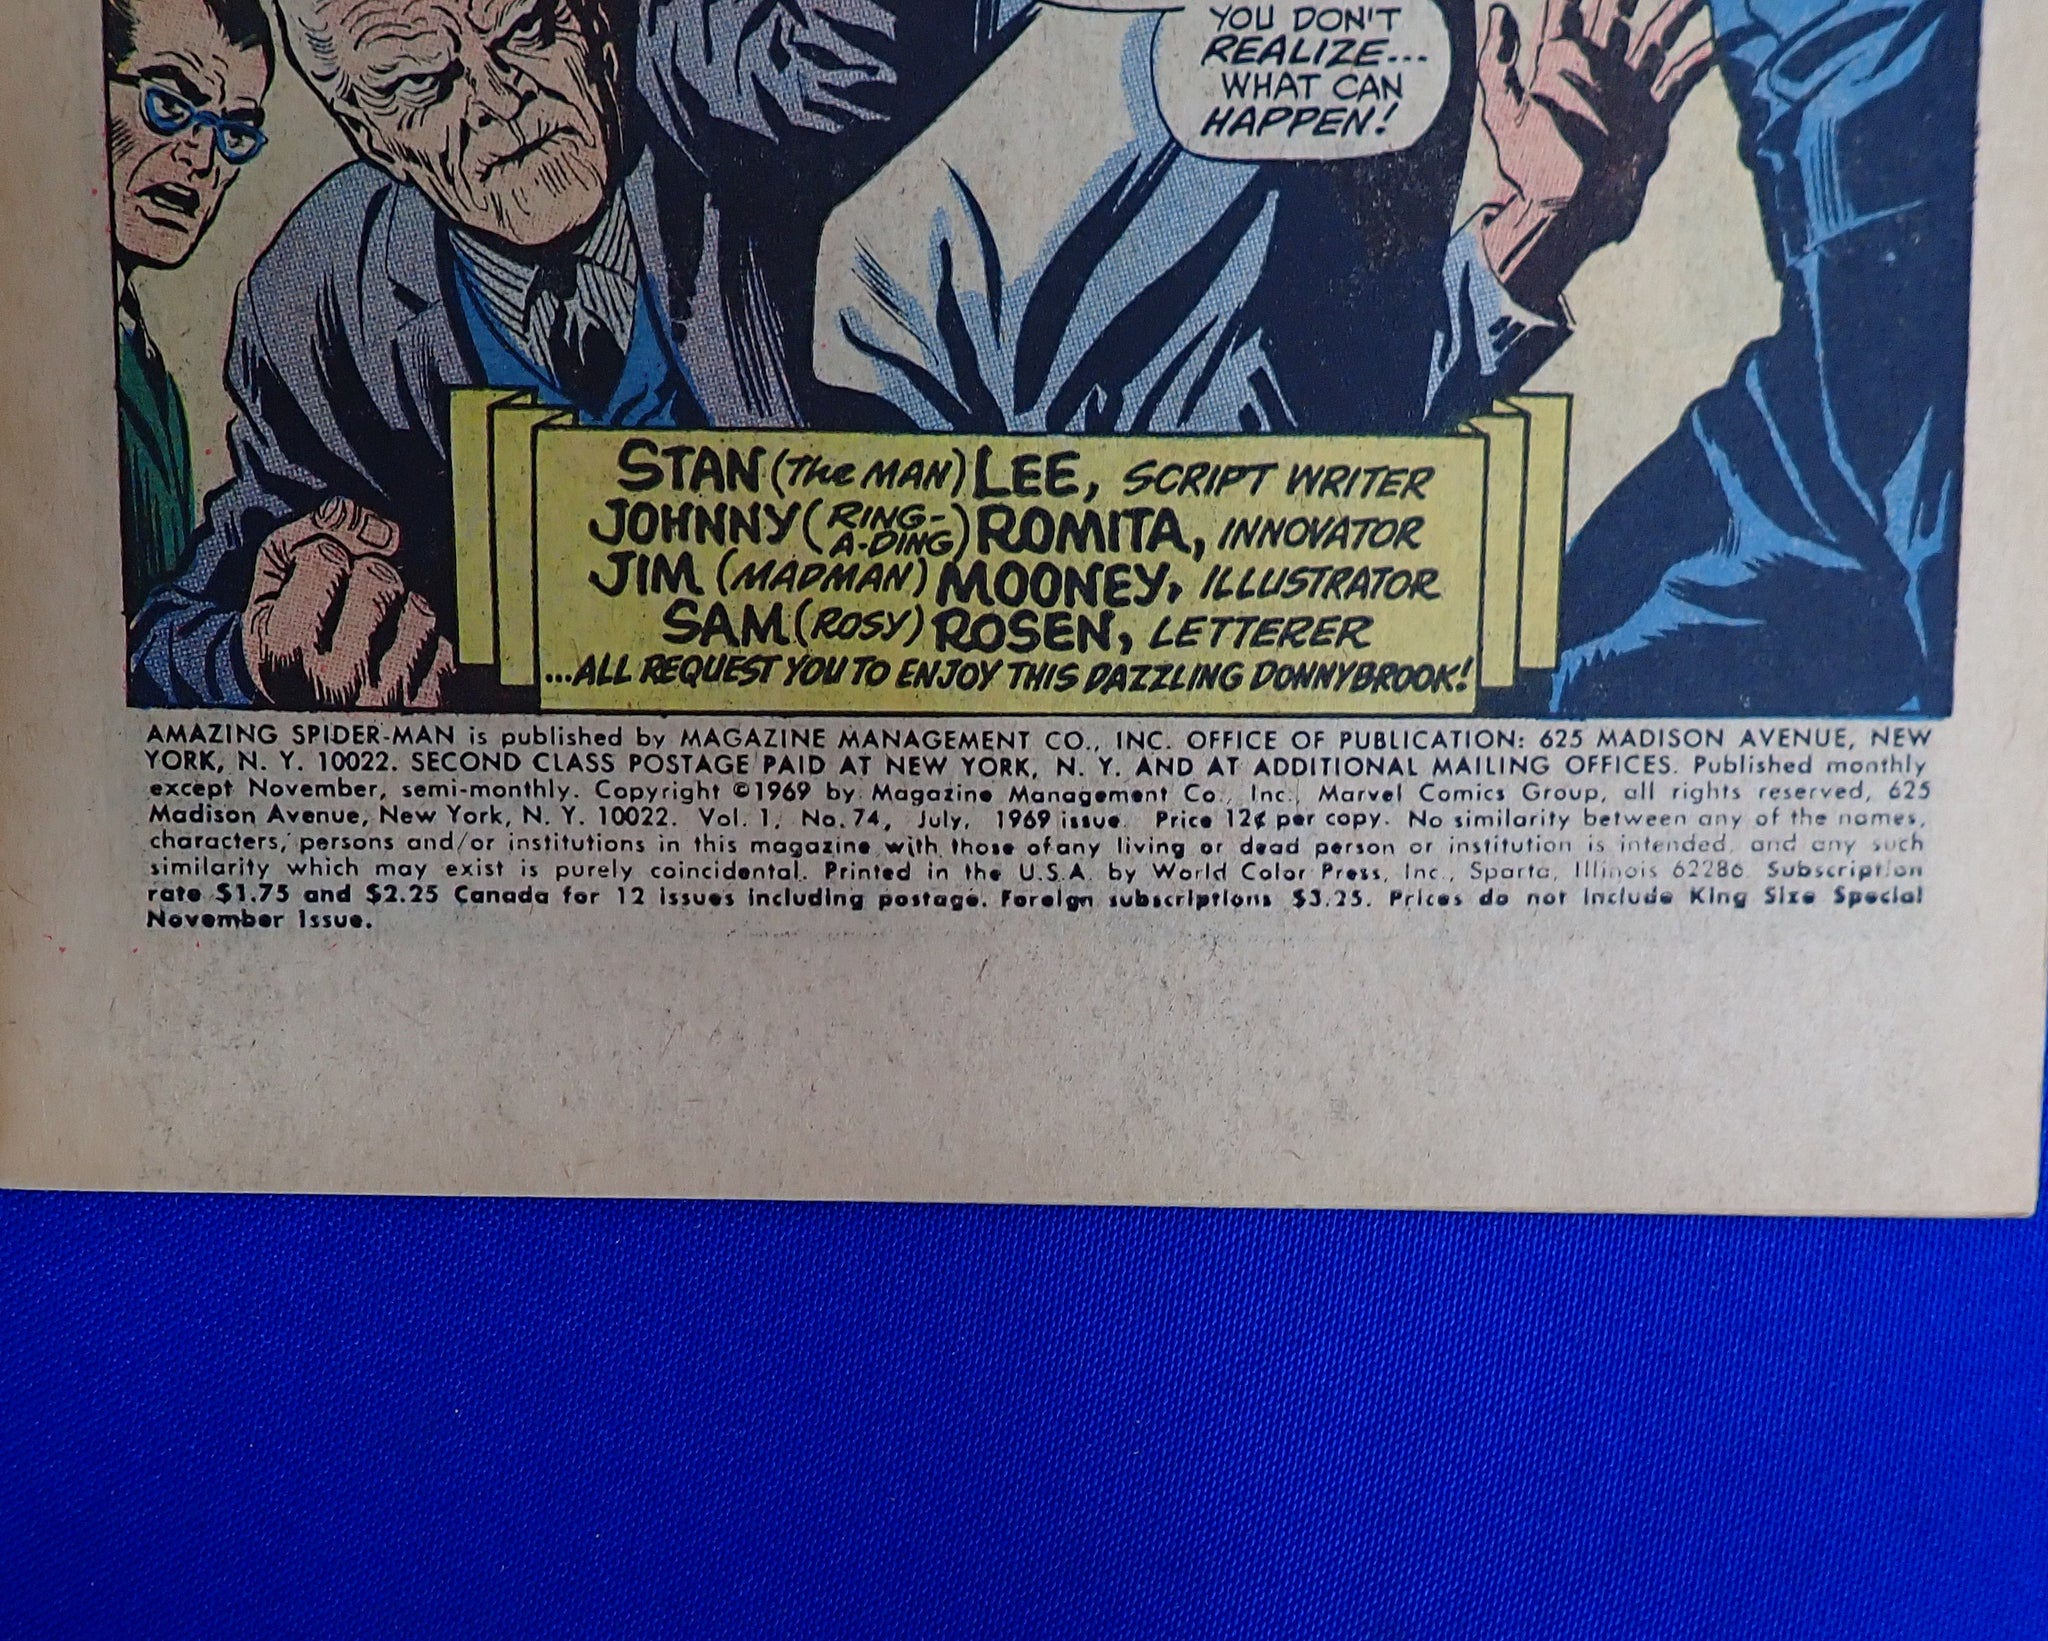 YOU DON'T
REALIZE...
WHAT CAN
HAPPEN!
STAN (The MAN) LEE, SCRIPT WRITER
JOHNNY (RING-A-DING) ROMITA, INNOVATOR
JIM (MADMAN) MOONEY, ILLUSTRATOR
SAM (ROSY) ROSEN, LETTERER
...ALL REQUEST YOU TO ENJOY THIS DAZZLING DONNYBROOK!
AMAZING SPIDER-MAN is published by MAGAZINE MANAGEMENT CO., INC. OFFICE OF PUBLICATION: 625 MADISON AVENUE, NEW
YORK, N. Y. 10022. SECOND CLASS POSTAGE PAID AT NEW YORK, N. Y. AND AT ADDITIONAL MAILING OFFICES. Published monthly
except November, semi-monthly. Copyright ©1969 by Magazine Management Co., Inc., Marvel Comics Group, all rights reserved, 625
Madison Avenue, New York, N. Y. 10022. Vol. 1, No. 74, July, 1969 issue. Price 12¢ per copy. No similarity between any of the names,
characters, persons and/or institutions in this magazine with those of any living or dead person or institution is intended, and any such
similarity which may exist is purely coincidental. Printed in the U.S.A. by World Color Press, Inc., Sparta, Illinois 62286. Subscription
rate $1.75 and $2.25 Canada for 12 issues including postage. Foreign subscriptions $3.25. Prices do not include King Size Special
November Issue.